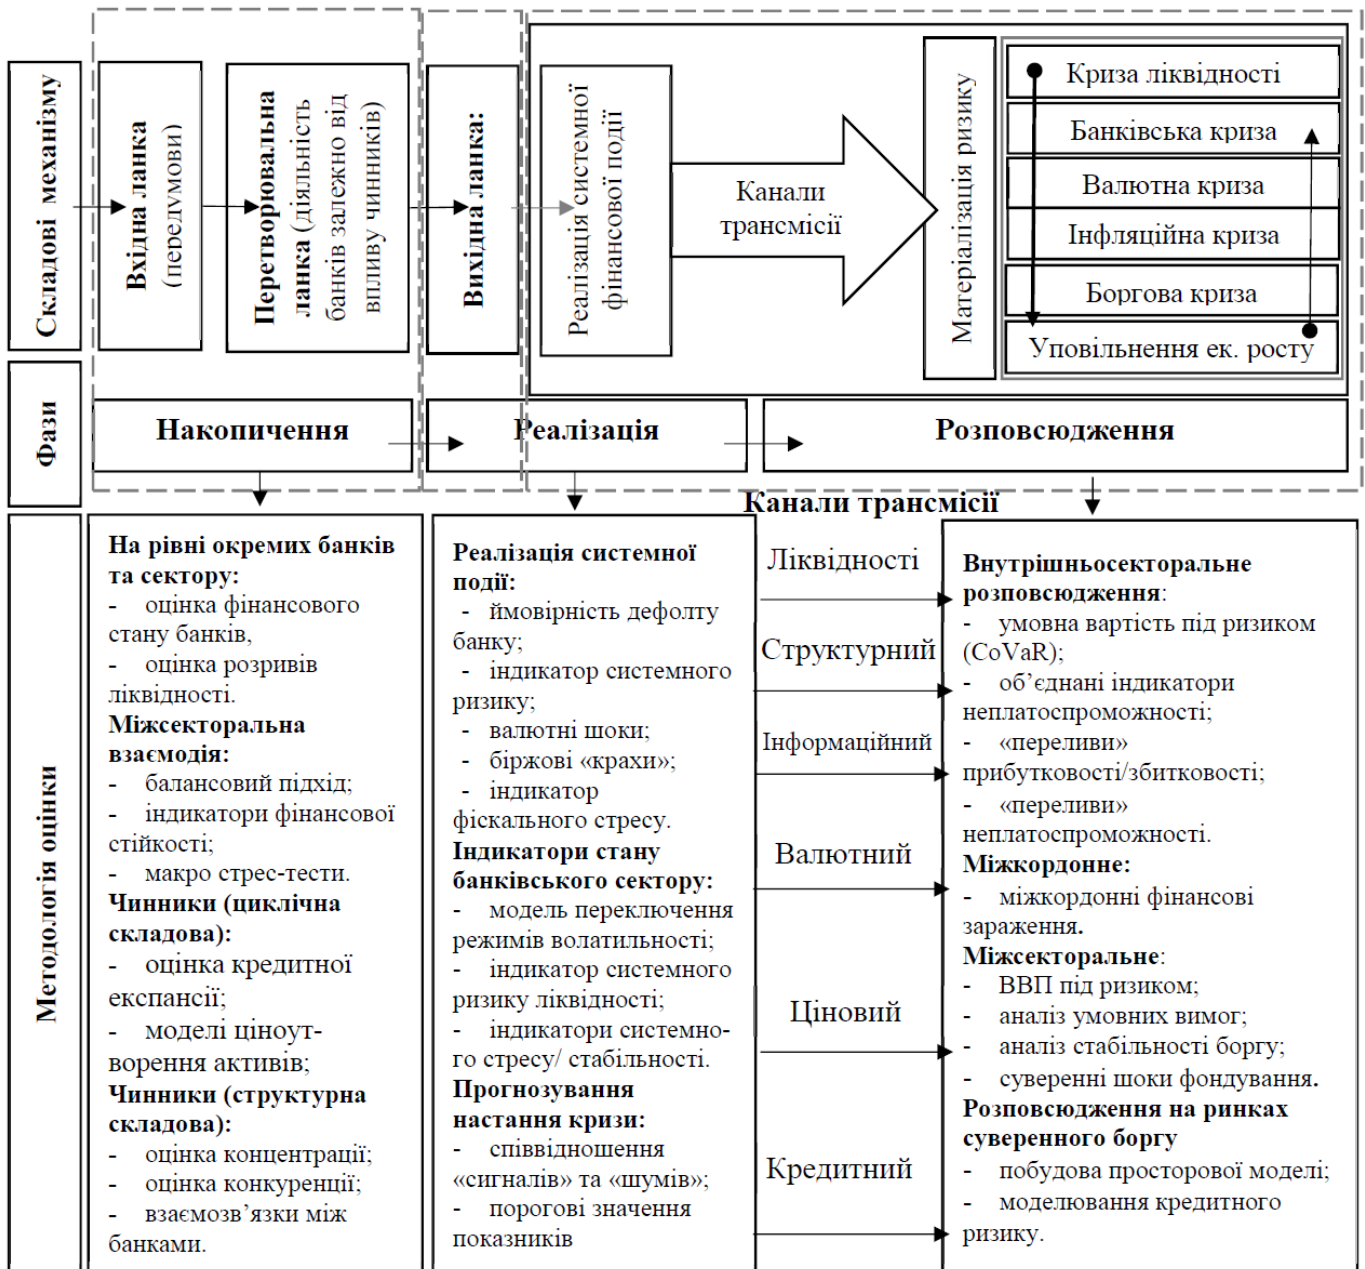 Складові механізму
Вхідна ланка
(передумови)
Перетворювальна
ланка (діяльність
банків залежно від
впливу чинників)
Вихідна ланка:
Реалізація системної
фінансової події
Канали
трансмісії
Матеріалізація ризику
Криза ліквідності
Банківська криза
Валютна криза
Інфляційна криза
Боргова криза
Уповільнення ек. росту
Фази
Накопичення
Реалізація
Розповсюдження
Методологія оцінки
На рівні окремих банків
та сектору:
- оцінка фінансового
стану банків,
- оцінка розривів
ліквідності.
Міжсекторальна
взаємодія:
- балансовий підхід;
- індикатори фінансової
стійкості;
- макро стрес-тести.
Чинники (циклічна
складова):
- оцінка кредитної
експансії;
- моделі ціноут-
ворення активів;
Чинники (структурна
складова):
- оцінка концентрації;
- оцінка конкуренції;
- взаємозв’язки між
банками.
Реалізація системної
події:
- ймовірність дефолту
банку;
- індикатор системного
ризику;
- валютні шоки;
- біржові «крахи»;
- індикатор
фіскального стресу.
Індикатори стану
банківського сектору:
- модель переключення
режимів волатильності;
- індикатор системного
ризику ліквідності;
- індикатори системно-
го стресу/ стабільності.
Прогнозування
настання кризи:
- співвідношення
«сигналів» та «шумів»;
- порогові значення
показників
Канали трансмісії
Ліквідності
Структурний
Інформаційний
Валютний
Ціновий
Кредитний
Внутрішньосекторальне
розповсюдження:
- умовна вартість під ризиком
(CoVaR);
- об’єднані індикатори
неплатоспроможності;
- «переливи»
прибутковості/збитковості;
- «переливи»
неплатоспроможності.
Міжкордонне:
- міжкордонні фінансові
зараження.
Міжсекторальне:
- ВВП під ризиком;
- аналіз умовних вимог;
- аналіз стабільності боргу;
- суверенні шоки фондування.
Розповсюдження на ринках
суверенного боргу
- побудова просторової моделі;
- моделювання кредитного
ризику.